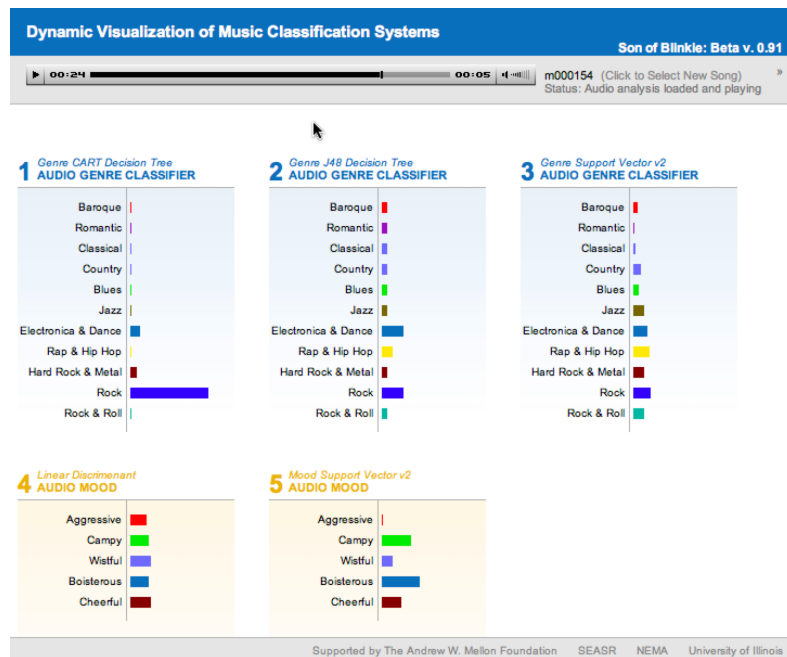 Dynamic Visualization of Music Classification Systems
Son of Blinkie: Beta v. 0.91
00:24
00:05
m000154 (Click to Select New Song) »
Status: Audio analysis loaded and playing
1 Genre CART Decision Tree
AUDIO GENRE CLASSIFIER
Baroque
Romantic
Classical
Country
Blues
Jazz
Electronica & Dance
Rap & Hip Hop
Hard Rock & Metal
Rock
Rock & Roll
2 Genre J48 Decision Tree
AUDIO GENRE CLASSIFIER
Baroque
Romantic
Classical
Country
Blues
Jazz
Electronica & Dance
Rap & Hip Hop
Hard Rock & Metal
Rock
Rock & Roll
3 Genre Support Vector v2
AUDIO GENRE CLASSIFIER
Baroque
Romantic
Classical
Country
Blues
Jazz
Electronica & Dance
Rap & Hip Hop
Hard Rock & Metal
Rock
Rock & Roll
4 Linear Discrimenant
AUDIO MOOD
Aggressive
Campy
Wistful
Boisterous
Cheerful
5 Mood Support Vector v2
AUDIO MOOD
Aggressive
Campy
Wistful
Boisterous
Cheerful
Supported by The Andrew W. Mellon Foundation SEASR NEMA University of Illinois